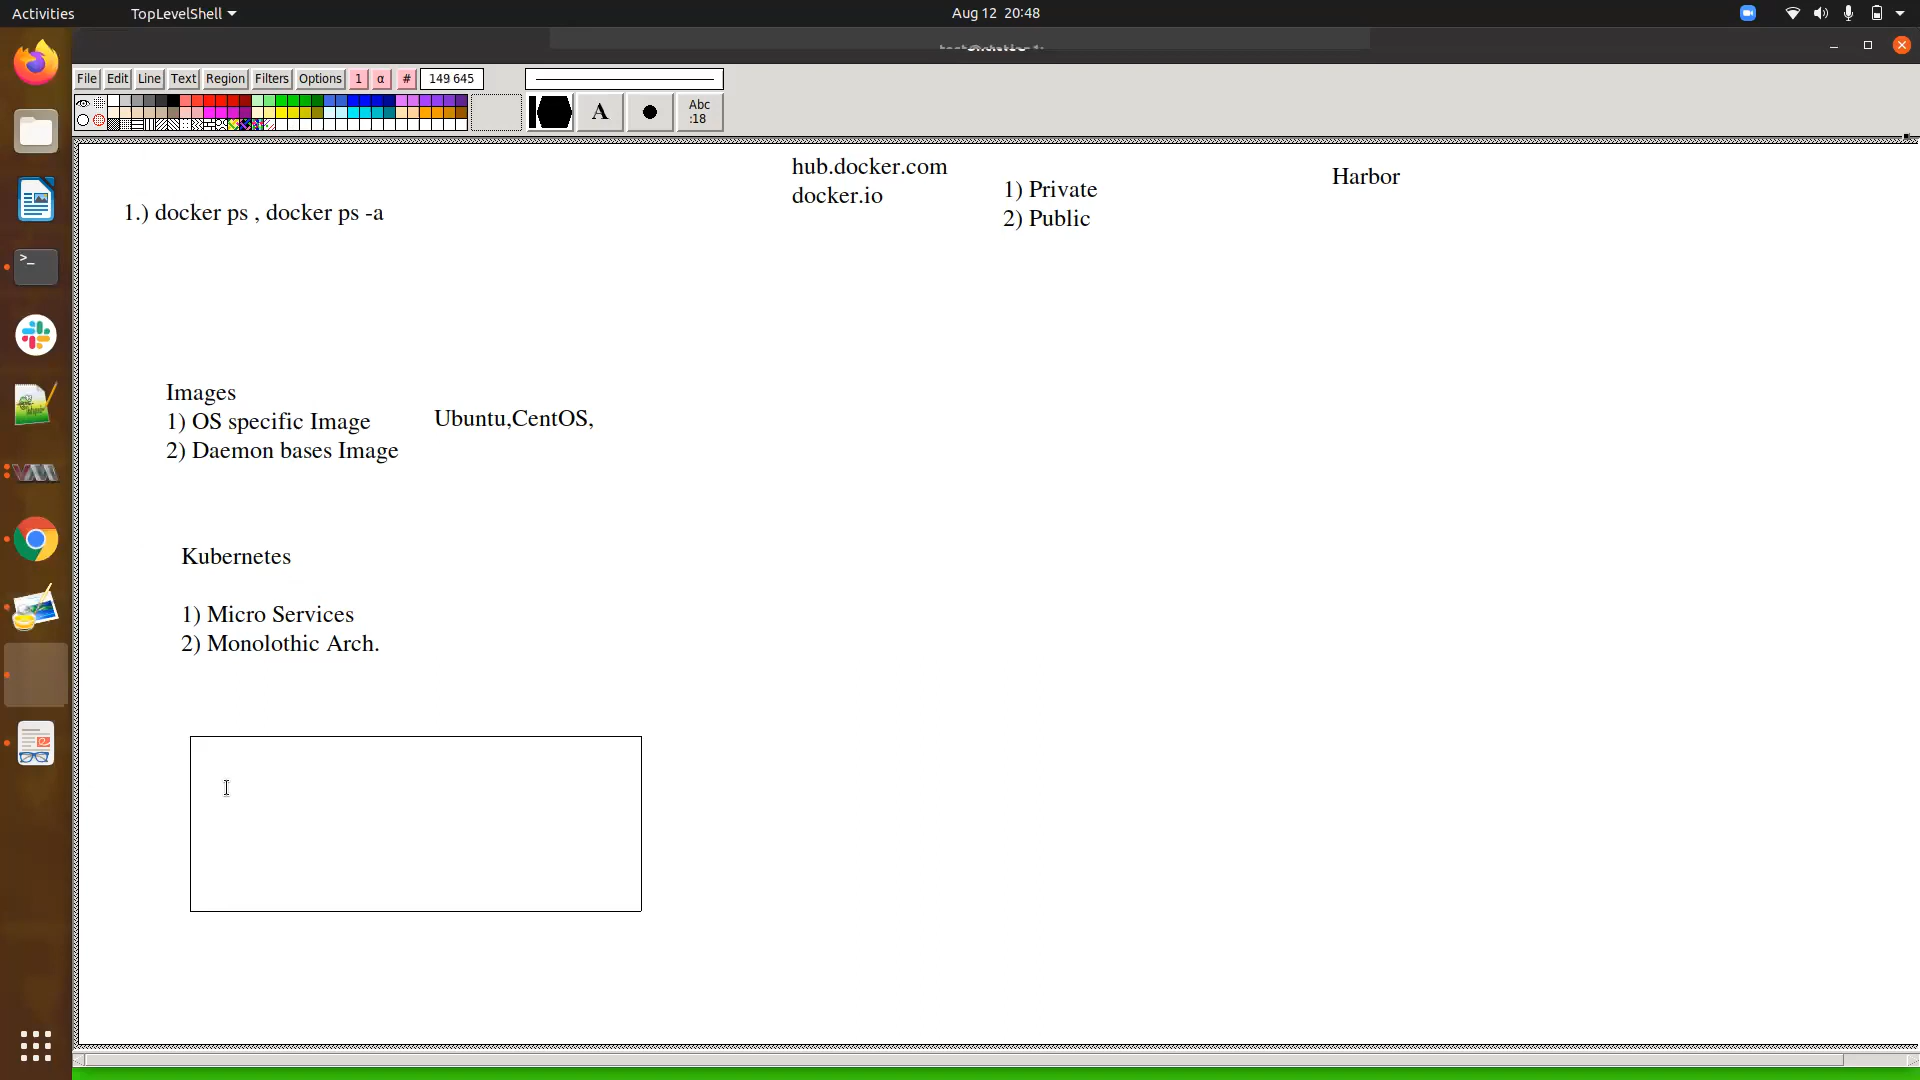 Activities
TopLevelShell
Aug 12 20:48
File Edit Line Text Region Filters Options 1 α # 149 645
A
Abc
:18
hub.docker.com
docker.io
1) Private
2) Public
Harbor
1.) docker ps , docker ps -a
Images
1) OS specific Image
2) Daemon bases Image
Ubuntu,CentOS,
Kubernetes
1) Micro Services
2) Monolothic Arch.